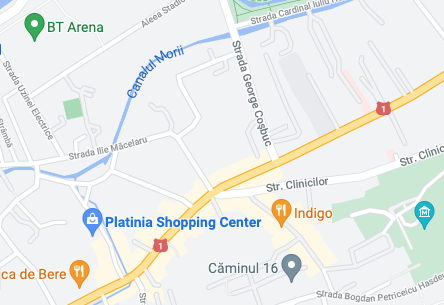 BT Arena
Aleea Stadio
Strada Cardinal Iuliu
Canalul Morii
Strada Uzinei Electrice
Strâmbă
Strada George Coșbuc
1
Strada Ilie Măcelaru
Str. Clinicilor
Str. Clinicilor
Platinia Shopping Center
Indigo
1
ca de Bere
Căminul 16
Strada Bogdan Petriceicu Hasdeu